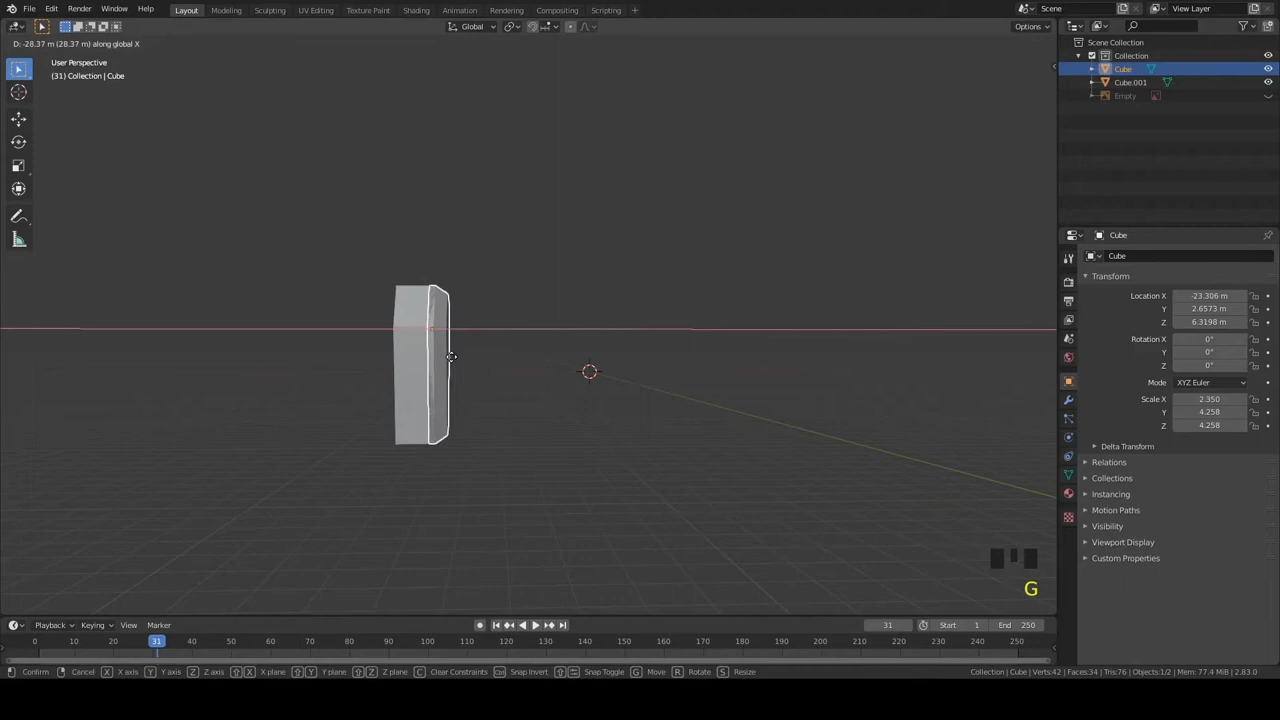 File Edit Render Window Help Layout Modeling Sculpting UV Editing Texture Paint Shading Animation Rendering Compositing Scripting + Scene View Layer
Global Options
D: -28.37 m (28.37 m) along global X
User Perspective
(31) Collection | Cube
Scene Collection
Collection
Cube
Cube.001
Empty
Cube
Cube
Transform
Location X -23.306 m
Y 2.6573 m
Z 6.3198 m
Rotation X 0°
Y 0°
Z 0°
Mode XYZ Euler
Scale X 2.350
Y 4.258
Z 4.258
Delta Transform
Relations
Collections
Instancing
Motion Paths
Visibility
Viewport Display
Custom Properties
G
Playback Keying View Marker 31 Start 1 End 250
0 10 20 31 40 50 60 70 80 90 100 110 120 130 140 150 160 170 180 190 200 210 220 230 240 250
Confirm Cancel X X axis Y Y axis Z Z axis X X plane Y Y plane Z Z plane C Clear Constraints Ctrl Snap Invert Snap Toggle G Move R Rotate S Resize Collection | Cube | Verts:42 | Faces:34 | Tris:76 | Objects:1/2 | Mem: 77.4 MiB | 2.83.0